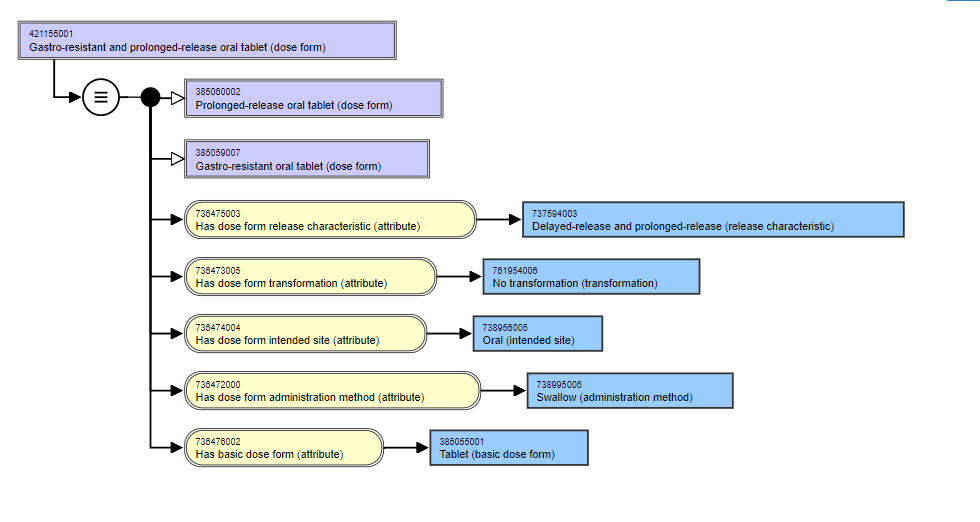 421155001
Gastro-resistant and prolonged-release oral tablet (dose form)
385060002
Prolonged-release oral tablet (dose form)
385059007
Gastro-resistant oral tablet (dose form)
736475003
Has dose form release characteristic (attribute)
737594003
Delayed-release and prolonged-release (release characteristic)
736473005
Has dose form transformation (attribute)
761954006
No transformation (transformation)
736474004
Has dose form intended site (attribute)
738956005
Oral (intended site)
736472000
Has dose form administration method (attribute)
738995006
Swallow (administration method)
736476002
Has basic dose form (attribute)
385055001
Tablet (basic dose form)